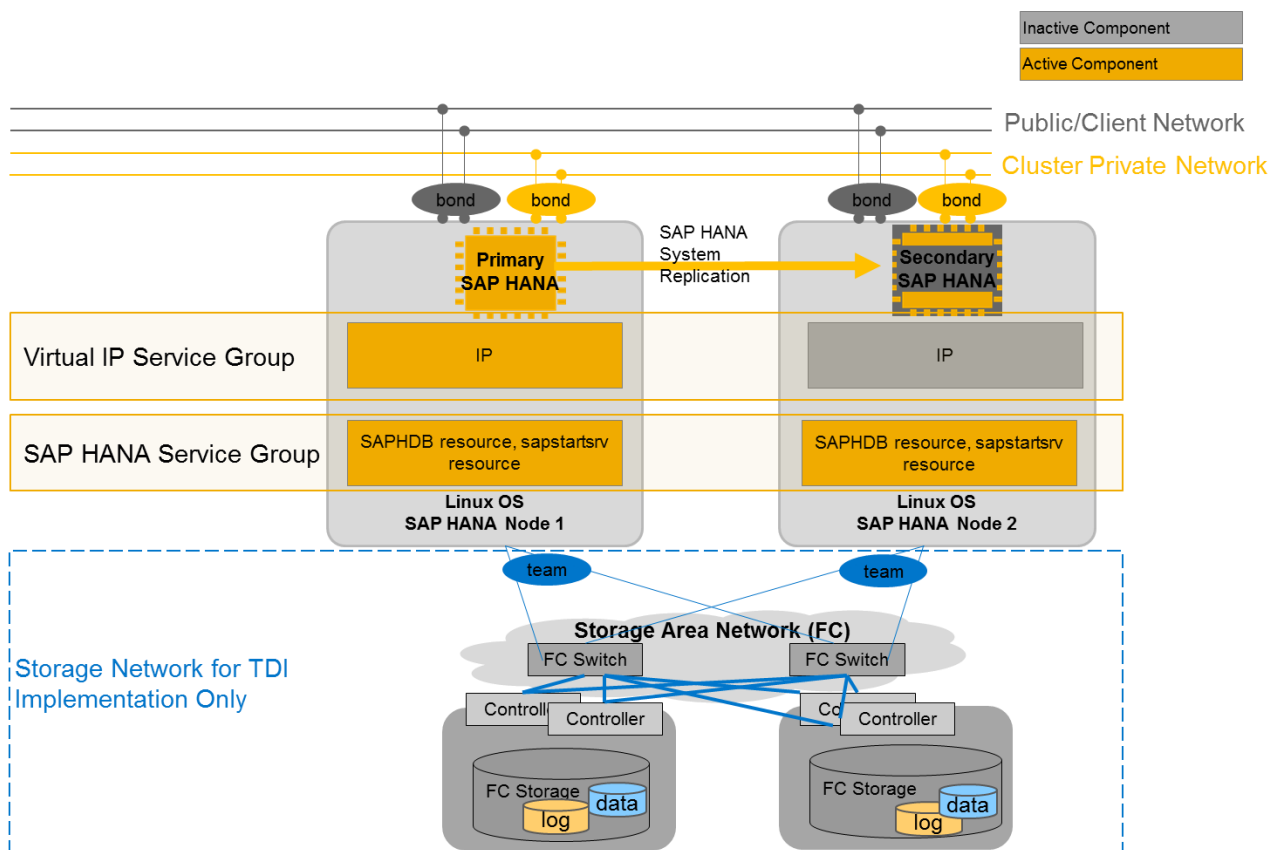 Inactive Component
Active Component
Public/Client Network
Cluster Private Network
bond
bond
bond
bond
Primary
SAP HANA
SAP HANA
System
Replication
Secondary
SAP HANA
Virtual IP Service Group
IP
IP
SAP HANA Service Group
SAPHDB resource, sapstartsrv
resource
SAPHDB resource, sapstartsrv
resource
Linux OS
SAP HANA Node 1
Linux OS
SAP HANA Node 2
team
team
Storage Area Network (FC)
FC Switch
FC Switch
Storage Network for TDI
Implementation Only
Controller
Controller
Controller
FC Storage
data
log
FC Storage
data
log